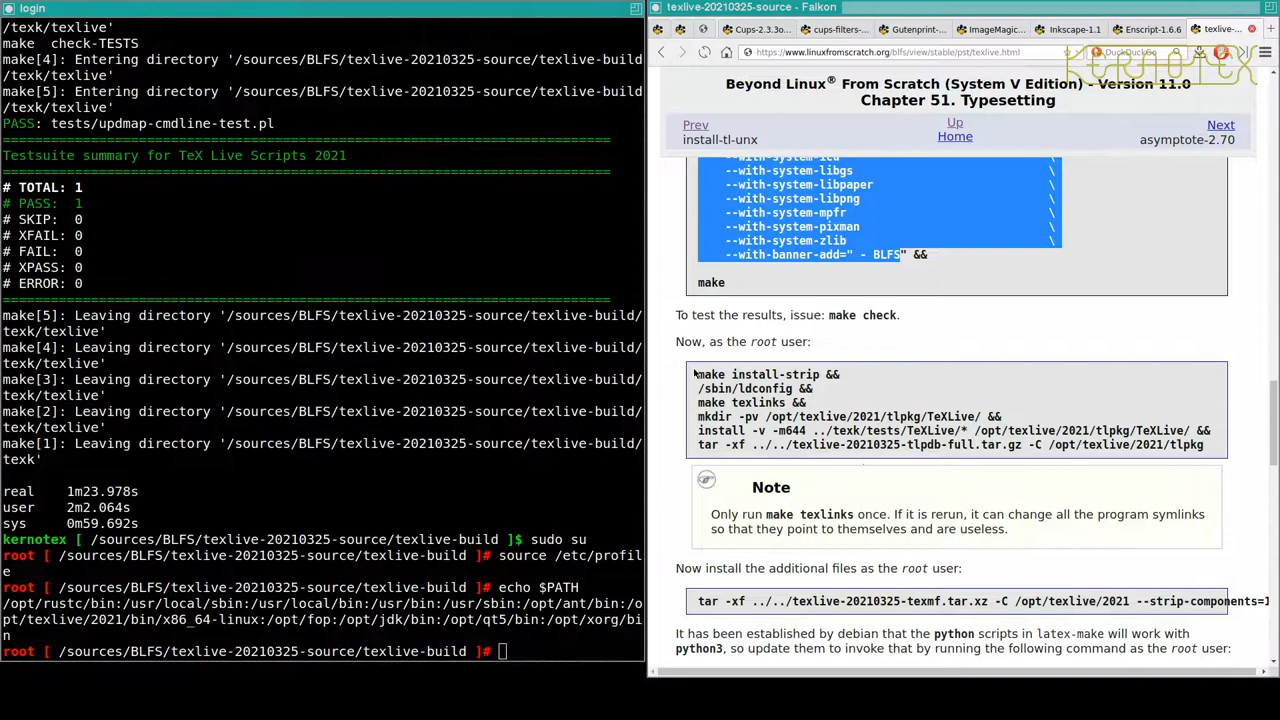 login
/texk/texlive'
make  check-TESTS
make[4]: Entering directory '/sources/BLFS/texlive-20210325-source/texlive-build
/texk/texlive'
make[5]: Entering directory '/sources/BLFS/texlive-20210325-source/texlive-build
/texk/texlive'
PASS: tests/updmap-cmdline-test.pl
============================================================================
Testsuite summary for TeX Live Scripts 2021
============================================================================
# TOTAL: 1
# PASS:  1
# SKIP:  0
# XFAIL: 0
# FAIL:  0
# XPASS: 0
# ERROR: 0
============================================================================
make[5]: Leaving directory '/sources/BLFS/texlive-20210325-source/texlive-build/
texk/texlive'
make[4]: Leaving directory '/sources/BLFS/texlive-20210325-source/texlive-build/
texk/texlive'
make[3]: Leaving directory '/sources/BLFS/texlive-20210325-source/texlive-build/
texk/texlive'
make[2]: Leaving directory '/sources/BLFS/texlive-20210325-source/texlive-build/
texk/texlive'
make[1]: Leaving directory '/sources/BLFS/texlive-20210325-source/texlive-build/
texk'
real    1m23.978s
user    2m2.064s
sys     0m59.692s
kernotex [ /sources/BLFS/texlive-20210325-source/texlive-build ]$ sudo su
root [ /sources/BLFS/texlive-20210325-source/texlive-build ]# source /etc/profil
e
root [ /sources/BLFS/texlive-20210325-source/texlive-build ]# echo $PATH
/opt/rustc/bin:/usr/local/sbin:/usr/local/bin:/usr/bin:/usr/sbin:/opt/ant/bin:/o
pt/texlive/2021/bin/x86_64-linux:/opt/fop:/opt/jdk/bin:/opt/qt5/bin:/opt/xorg/bi
n
root [ /sources/BLFS/texlive-20210325-source/texlive-build ]#
texlive-20210325-source - Falkon
Cups-2.3.3o... cups-filters-... Gutenprint-... ImageMagic... Inkscape-1.1 Enscript-1.6.6 texlive-...
https://www.linuxfromscratch.org/blfs/view/stable/pst/texlive.html DuckDuckGo
KERNOTEX
Beyond Linux® From Scratch (System V Edition) - Version 11.0
Chapter 51. Typesetting
Prev Up Next
install-tl-unx Home asymptote-2.70
--with-system-icu \
--with-system-libgs \
--with-system-libpaper \
--with-system-libpng \
--with-system-mpfr \
--with-system-pixman \
--with-system-zlib \
--with-banner-add=" - BLFS" &&
make
To test the results, issue: make check.
Now, as the root user:
make install-strip &&
/sbin/ldconfig &&
make texlinks &&
mkdir -pv /opt/texlive/2021/tlpkg/TeXLive/ &&
install -v -m644 ../texk/tests/TeXLive/* /opt/texlive/2021/tlpkg/TeXLive/ &&
tar -xf ../../texlive-20210325-tlpdb-full.tar.gz -C /opt/texlive/2021/tlpkg
Note
Only run make texlinks once. If it is rerun, it can change all the program symlinks
so that they point to themselves and are useless.
Now install the additional files as the root user:
tar -xf ../../texlive-20210325-texmf.tar.xz -C /opt/texlive/2021 --strip-components=1
It has been established by debian that the python scripts in latex-make will work with
python3, so update them to invoke that by running the following command as the root user: